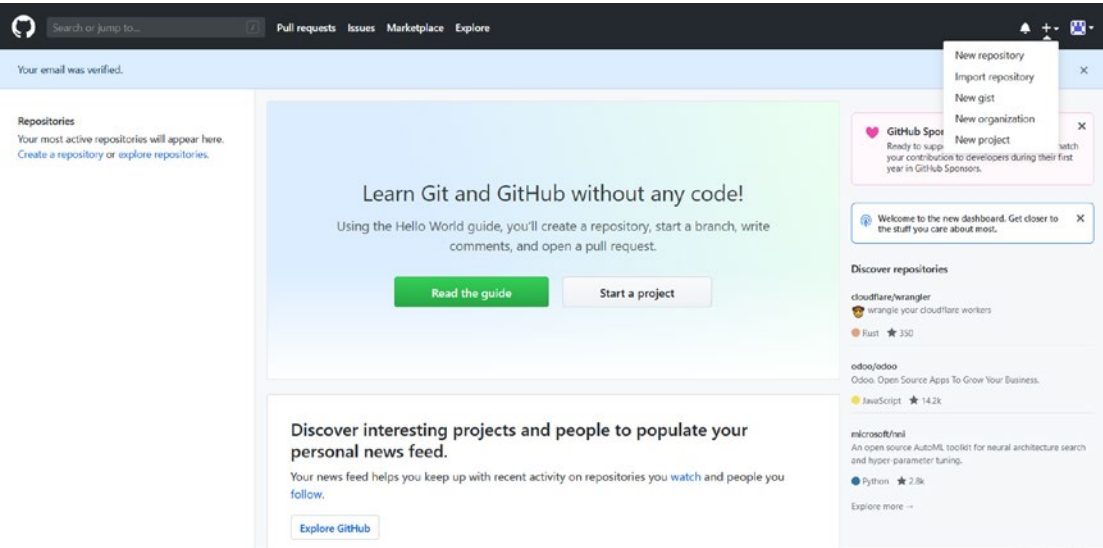 Search or jump to...
/
Pull requests Issues Marketplace Explore
Your email was verified.
New repository
Import repository
New gist
New organization
New project
Repositories
Your most active repositories will appear here.
Create a repository or explore repositories.
Learn Git and GitHub without any code!
Using the Hello World guide, you'll create a repository, start a branch, write
comments, and open a pull request.
Read the guide
Start a project
Discover interesting projects and people to populate your
personal news feed.
Your news feed helps you keep up with recent activity on repositories you watch and people you
follow.
Explore GitHub
GitHub Spo
Ready to supp atch
your contribution to developers during their first
year in GitHub Sponsors.
Welcome to the new dashboard. Get closer to
the stuff you care about most.
Discover repositories
cloudflare/wrangler
wrangle your cloudflare workers
Rust 350
odoo/odoo
Odoo. Open Source Apps To Grow Your Business.
JavaScript 14.2k
microsoft/nni
An open source AutoML toolkit for neural architecture search
and hyper-parameter tuning.
Python 2.8k
Explore more →